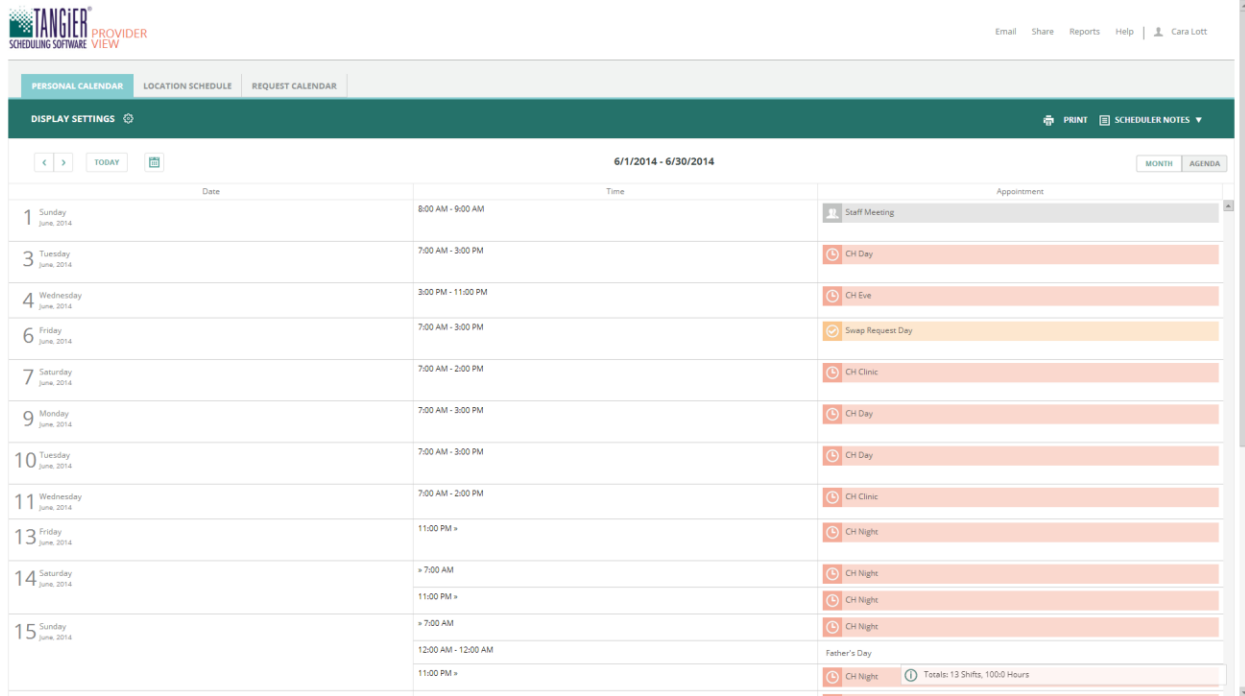 TANGiER
SCHEDULING SOFTWARE
PROVIDER
VIEW
Email Share Reports Help | Cara Lott
PERSONAL CALENDAR LOCATION SCHEDULE REQUEST CALENDAR
DISPLAY SETTINGS PRINT SCHEDULER NOTES ▼
< > TODAY 6/1/2014 - 6/30/2014 MONTH AGENDA
Date Time Appointment
1 Sunday June, 2014 8:00 AM - 9:00 AM Staff Meeting
3 Tuesday June, 2014 7:00 AM - 3:00 PM CH Day
4 Wednesday June, 2014 3:00 PM - 11:00 PM CH Eve
6 Friday June, 2014 7:00 AM - 3:00 PM Swap Request Day
7 Saturday June, 2014 7:00 AM - 2:00 PM CH Clinic
9 Monday June, 2014 7:00 AM - 3:00 PM CH Day
10 Tuesday June, 2014 7:00 AM - 3:00 PM CH Day
11 Wednesday June, 2014 7:00 AM - 2:00 PM CH Clinic
13 Friday June, 2014 11:00 PM » CH Night
14 Saturday June, 2014 » 7:00 AM CH Night
11:00 PM » CH Night
15 Sunday June, 2014 » 7:00 AM CH Night
12:00 AM - 12:00 AM Father's Day
11:00 PM » CH Night
Totals: 13 Shifts, 100:0 Hours